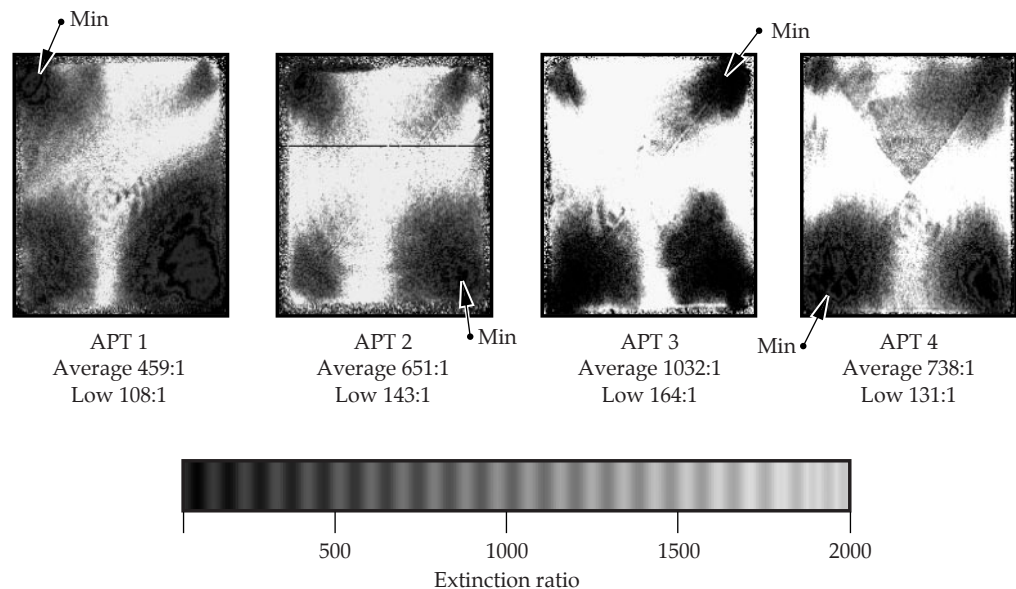 Min
Min
APT 1
Average 459:1
Low 108:1
APT 2
Average 651:1
Low 143:1
Min
APT 3
Average 1032:1
Low 164:1
Min
APT 4
Average 738:1
Low 131:1
500
1000
1500
2000
Extinction ratio